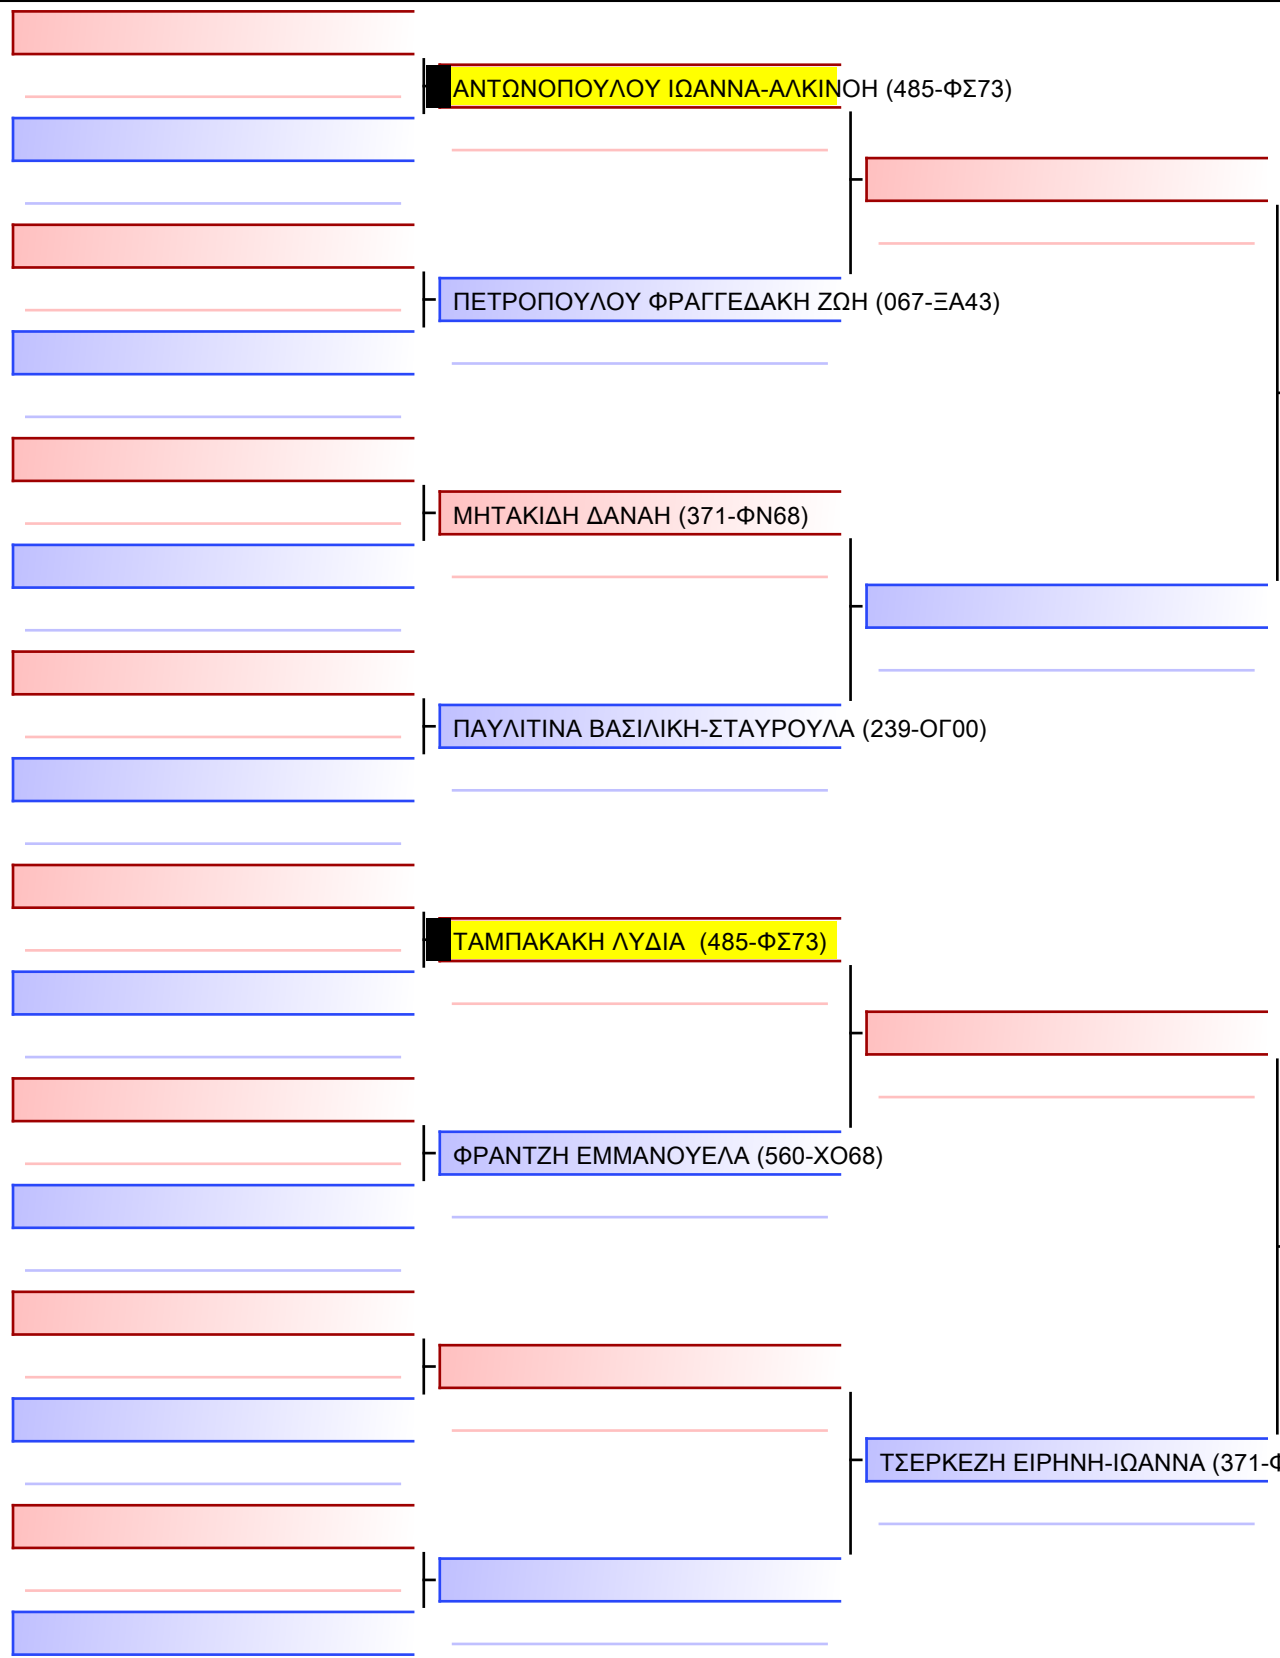 ΑΝΤΩΝΟΠΟΥΛΟΥ ΙΩΑΝΝΑ-ΑΛΚΙΝΟΗ (485-ΦΣ73)
ΠΕΤΡΟΠΟΥΛΟΥ ΦΡΑΓΓΕΔΑΚΗ ΖΩΗ (067-ΞΑ43)
ΜΗΤΑΚΙΔΗ ΔΑΝΑΗ (371-ΦΝ68)
ΠΑΥΛΙΤΙΝΑ ΒΑΣΙΛΙΚΗ-ΣΤΑΥΡΟΥΛΑ (239-ΟΓ00)
ΤΑΜΠΑΚΑΚΗ ΛΥΔΙΑ (485-ΦΣ73)
ΦΡΑΝΤΖΗ ΕΜΜΑΝΟΥΕΛΑ (560-ΧΟ68)
ΤΣΕΡΚΕΖΗ ΕΙΡΗΝΗ-ΙΩΑΝΝΑ (371-